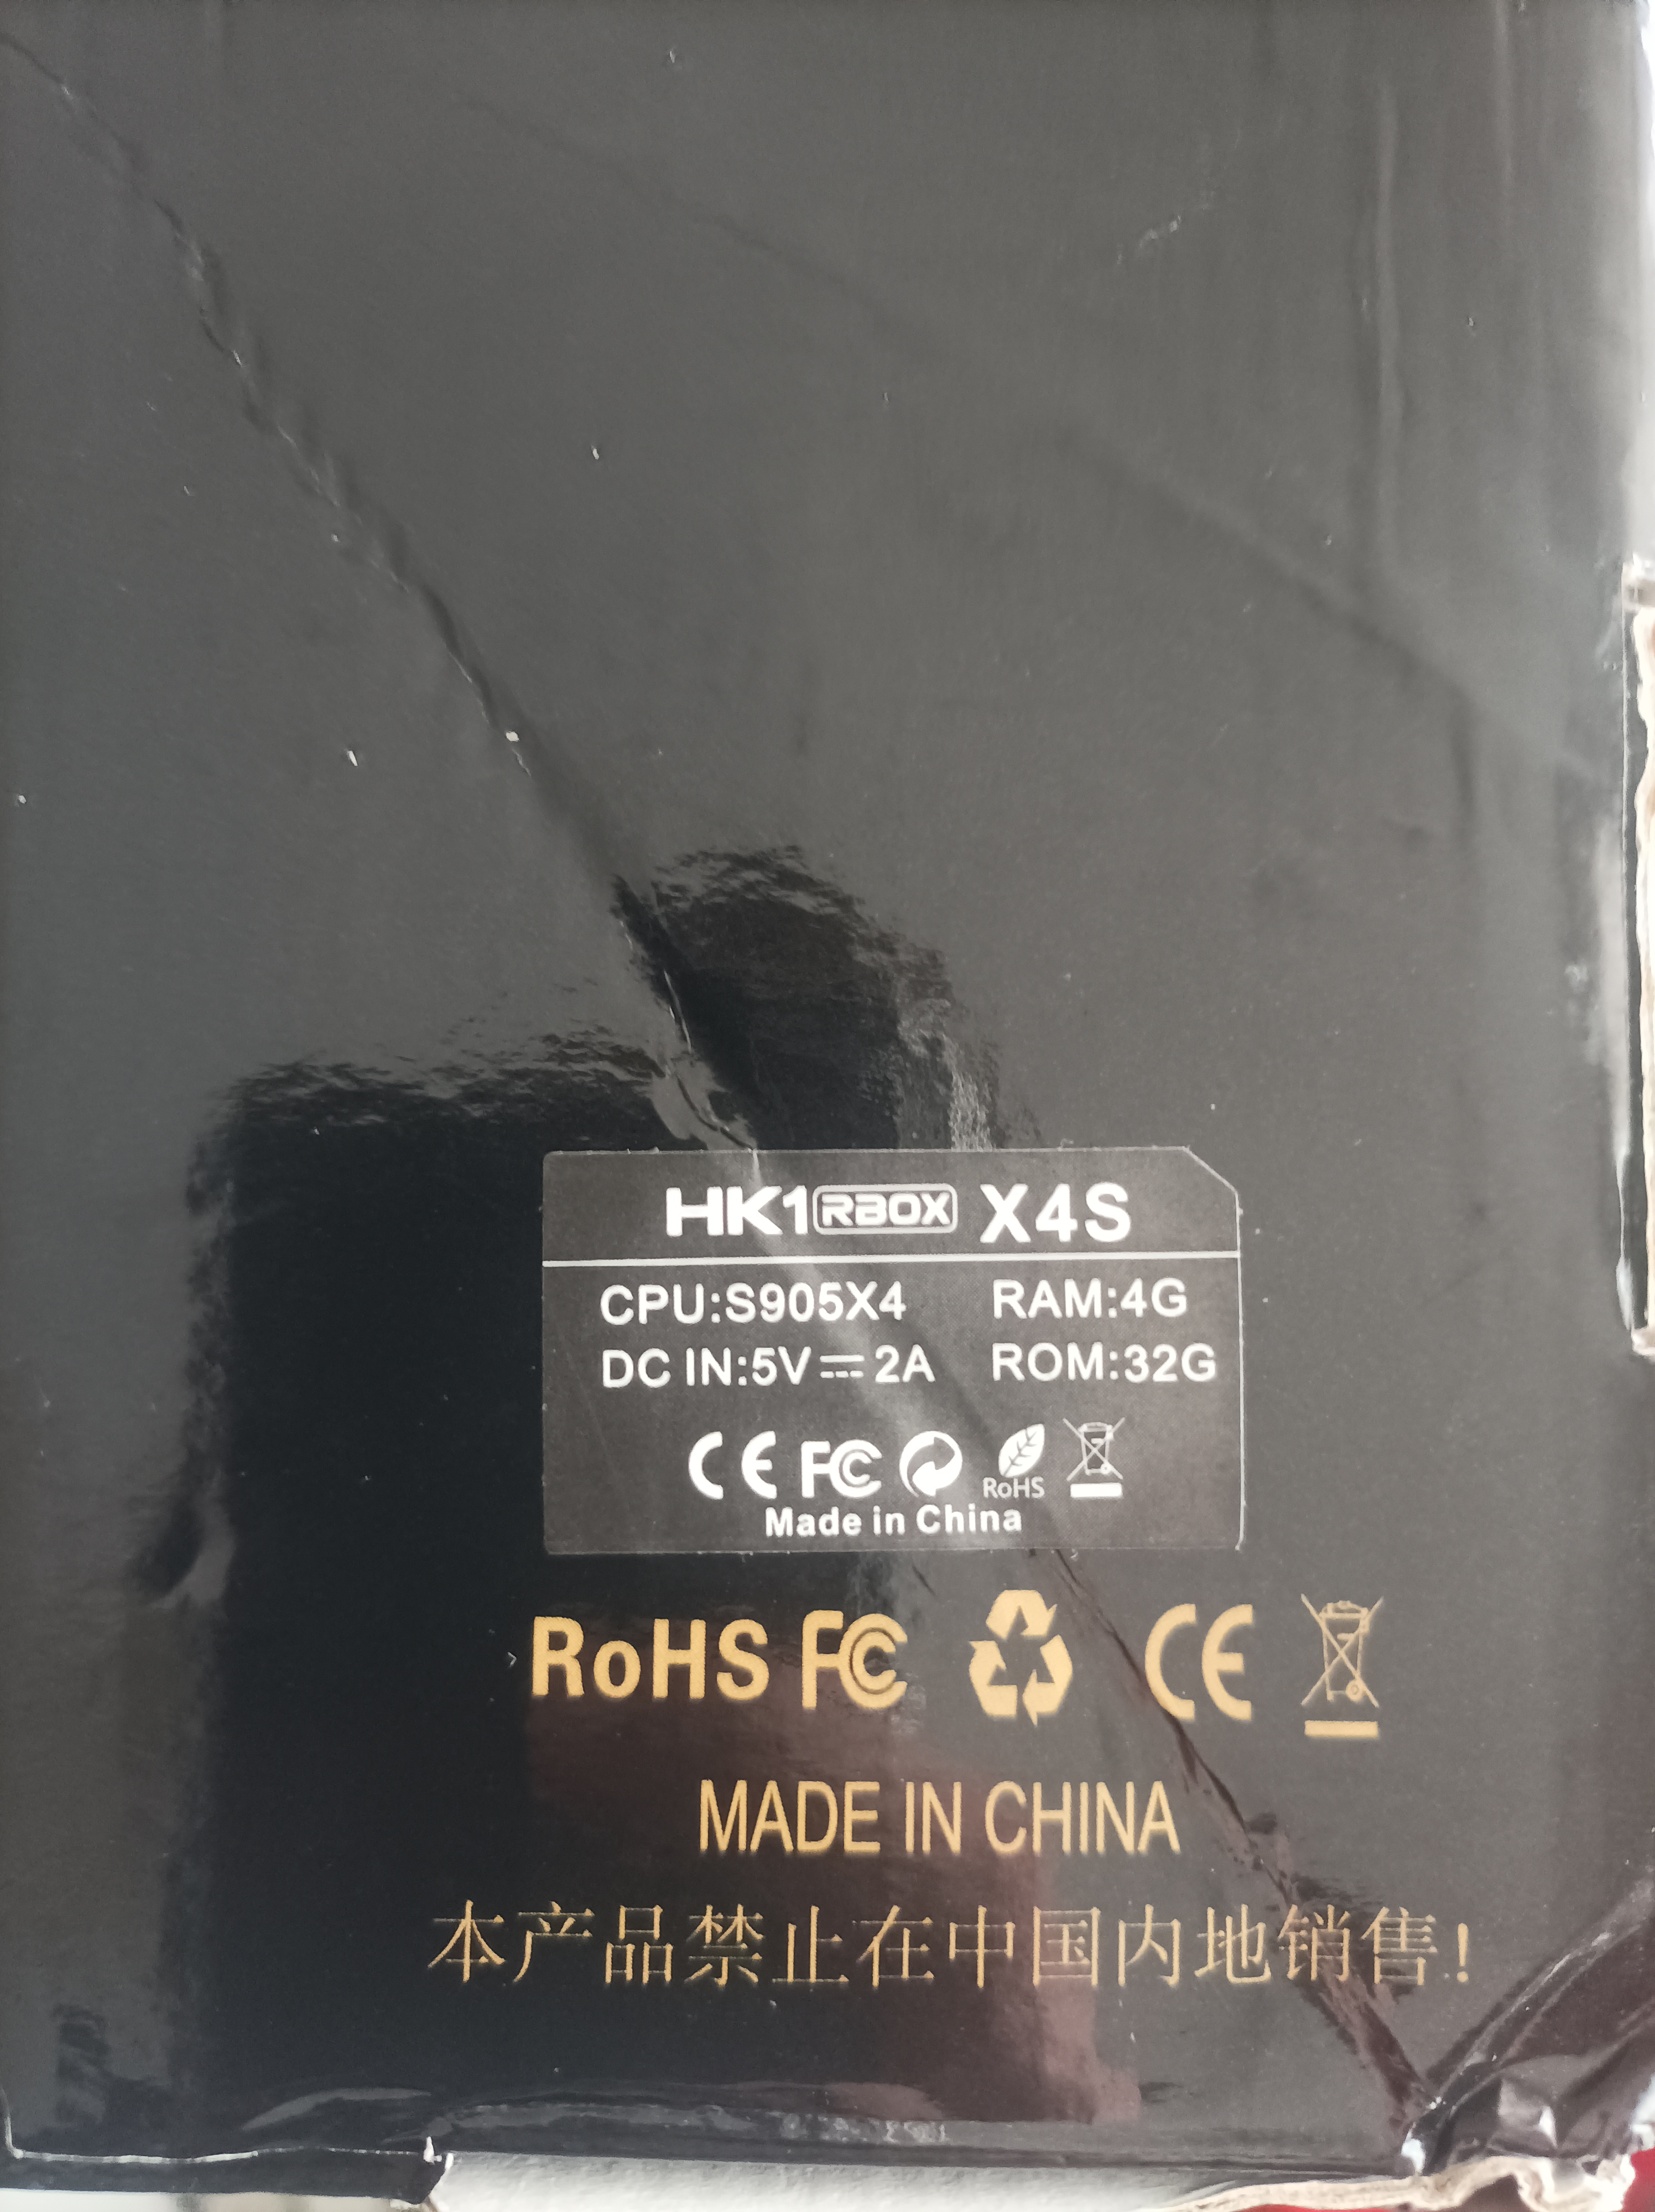 HK1 RBOX X4S
CPU:S905X4 RAM:4G
DC IN:5V⎓2A ROM:32G
CE FC RoHS
Made in China
RoHS FC CE
MADE IN CHINA
本产品禁止在中国内地销售!